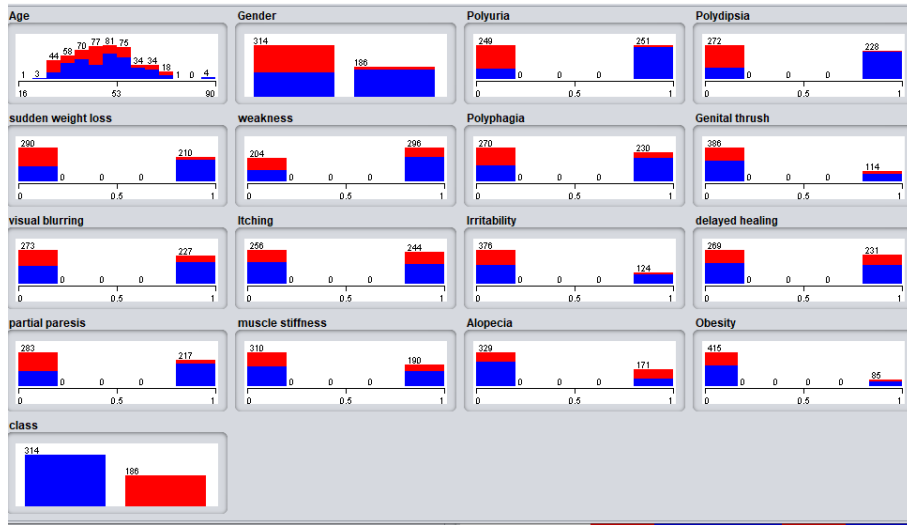 Age
Gender
Polyuria
Polydipsia
1 3 44 58 70 77 81 75 34 34 18 1 0 4
16 53 90
314 186
249 0 0 0 251
0 0.5 1
272 0 0 0 228
0 0.5 1
sudden weight loss
weakness
Polyphagia
Genital thrush
290 0 0 0 210
0 0.5 1
204 0 0 0 296
0 0.5 1
270 0 0 0 230
0 0.5 1
386 0 0 0 114
0 0.5 1
visual blurring
Itching
Irritability
delayed healing
273 0 0 0 227
0 0.5 1
256 0 0 0 244
0 0.5 1
376 0 0 0 124
0 0.5 1
269 0 0 0 231
0 0.5 1
partial paresis
muscle stiffness
Alopecia
Obesity
283 0 0 0 217
0 0.5 1
310 0 0 0 190
0 0.5 1
329 0 0 0 171
0 0.5 1
415 0 0 0 85
0 0.5 1
class
314 186